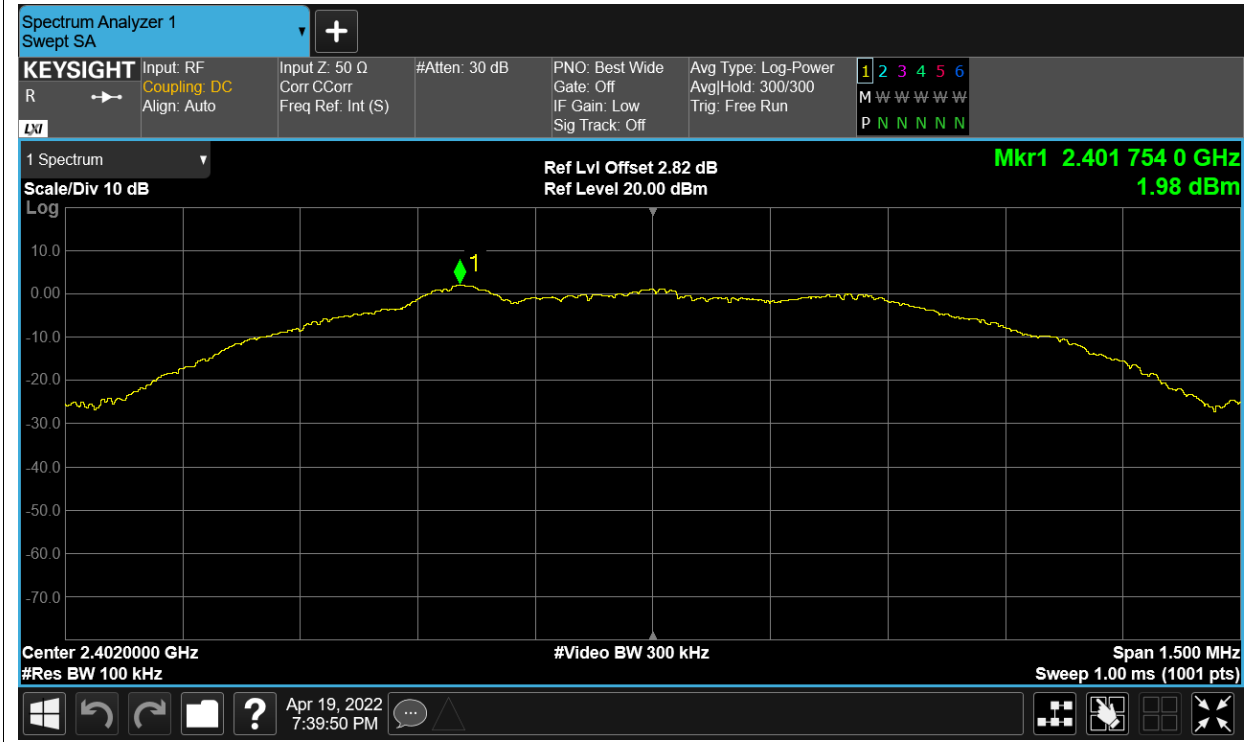 Spectrum Analyzer 1
Swept SA
+
KEYSIGHT
R
LXI
Input: RF
Coupling: DC
Align: Auto
Input Z: 50 Ω
Corr CCorr
Freq Ref: Int (S)
#Atten: 30 dB
PNO: Best Wide
Gate: Off
IF Gain: Low
Sig Track: Off
Avg Type: Log-Power
Avg|Hold: 300/300
Trig: Free Run
1 2 3 4 5 6
M W W W W W
P N N N N N
1 Spectrum
Scale/Div 10 dB
Log
Ref Lvl Offset 2.82 dB
Ref Level 20.00 dBm
Mkr1 2.401 754 0 GHz
1.98 dBm
1
10.0
0.00
-10.0
-20.0
-30.0
-40.0
-50.0
-60.0
-70.0
Center 2.4020000 GHz
#Res BW 100 kHz
#Video BW 300 kHz
Span 1.500 MHz
Sweep 1.00 ms (1001 pts)
?
Apr 19, 2022
7:39:50 PM